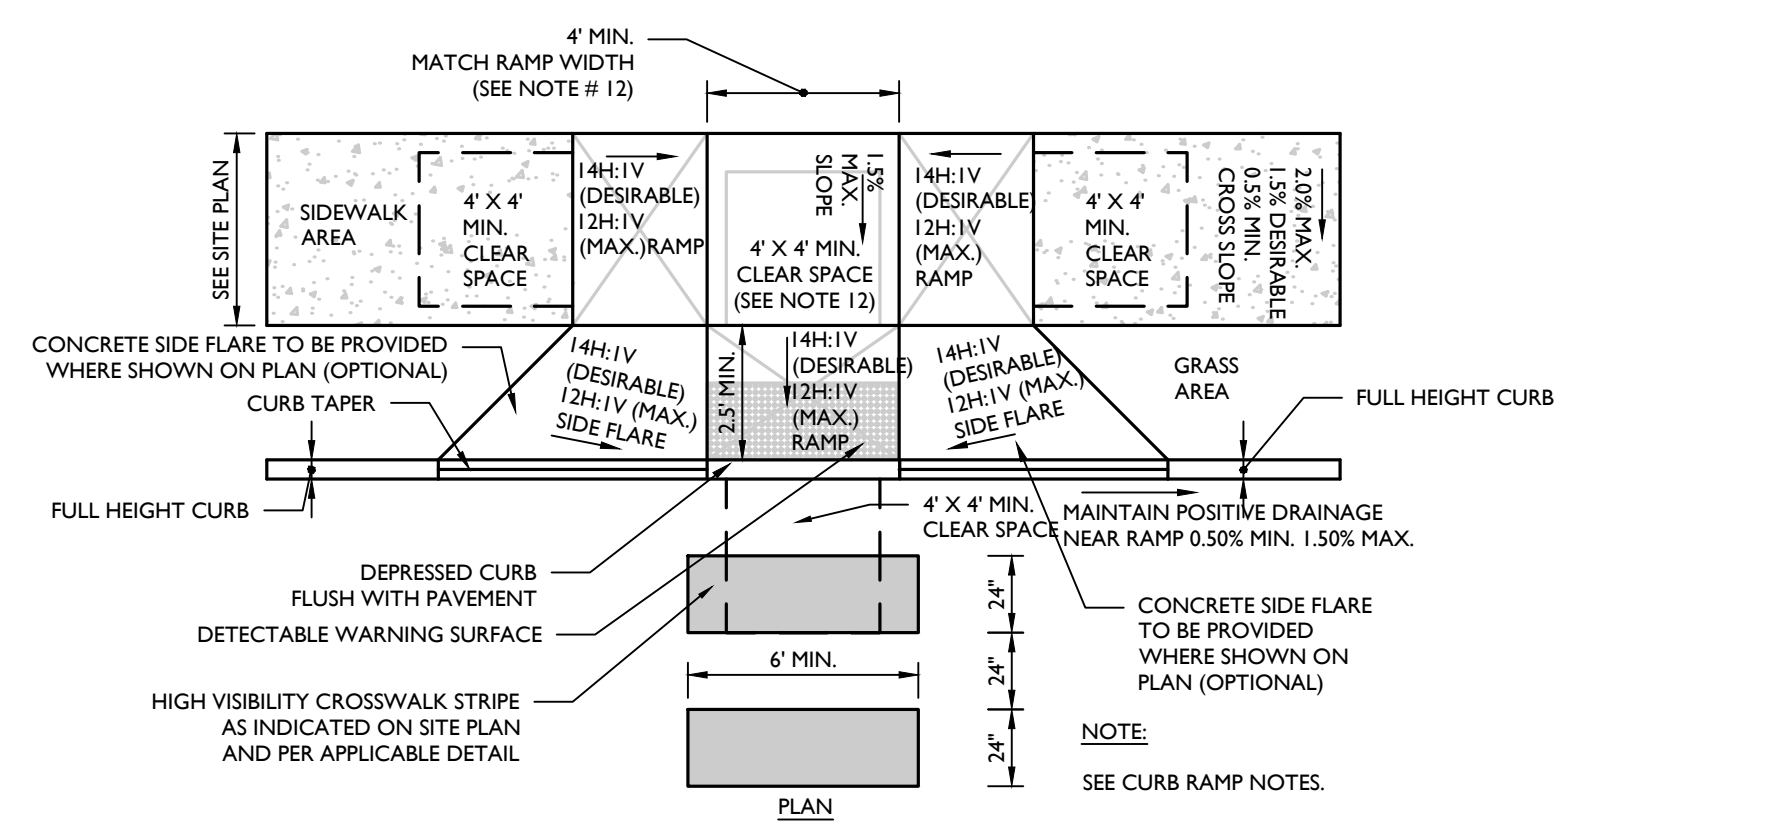 4' MIN.
MATCH RAMP WIDTH
(SEE NOTE # 12)
SEE SITE PLAN
SIDEWALK
AREA
4' X 4'
MIN.
CLEAR
SPACE
14H:1V
(DESIRABLE)
12H:1V
(MAX.)RAMP
1.5%
MAX.
SLOPE
4' X 4' MIN.
CLEAR SPACE
(SEE NOTE 12)
14H:1V
(DESIRABLE)
12H:1V
(MAX.)
RAMP
4' X 4'
MIN.
CLEAR
SPACE
2.0% MAX.
1.5% DESIRABLE
0.5% MIN.
CROSS SLOPE
CONCRETE SIDE FLARE TO BE PROVIDED
WHERE SHOWN ON PLAN (OPTIONAL)
CURB TAPER
FULL HEIGHT CURB
14H:1V
(DESIRABLE)
12H:1V (MAX.)
SIDE FLARE
2.5' MIN.
14H:1V
(DESIRABLE)
12H:1V
(MAX.)
RAMP
14H:1V
(DESIRABLE)
12H:1V (MAX.)
SIDE FLARE
GRASS
AREA
FULL HEIGHT CURB
4' X 4' MIN.
CLEAR SPACE
MAINTAIN POSITIVE DRAINAGE
NEAR RAMP 0.50% MIN. 1.50% MAX.
DEPRESSED CURB
FLUSH WITH PAVEMENT
DETECTABLE WARNING SURFACE
HIGH VISIBILITY CROSSWALK STRIPE
AS INDICATED ON SITE PLAN
AND PER APPLICABLE DETAIL
6' MIN.
24"
24"
24"
CONCRETE SIDE FLARE
TO BE PROVIDED
WHERE SHOWN ON
PLAN (OPTIONAL)
NOTE:
SEE CURB RAMP NOTES.
PLAN